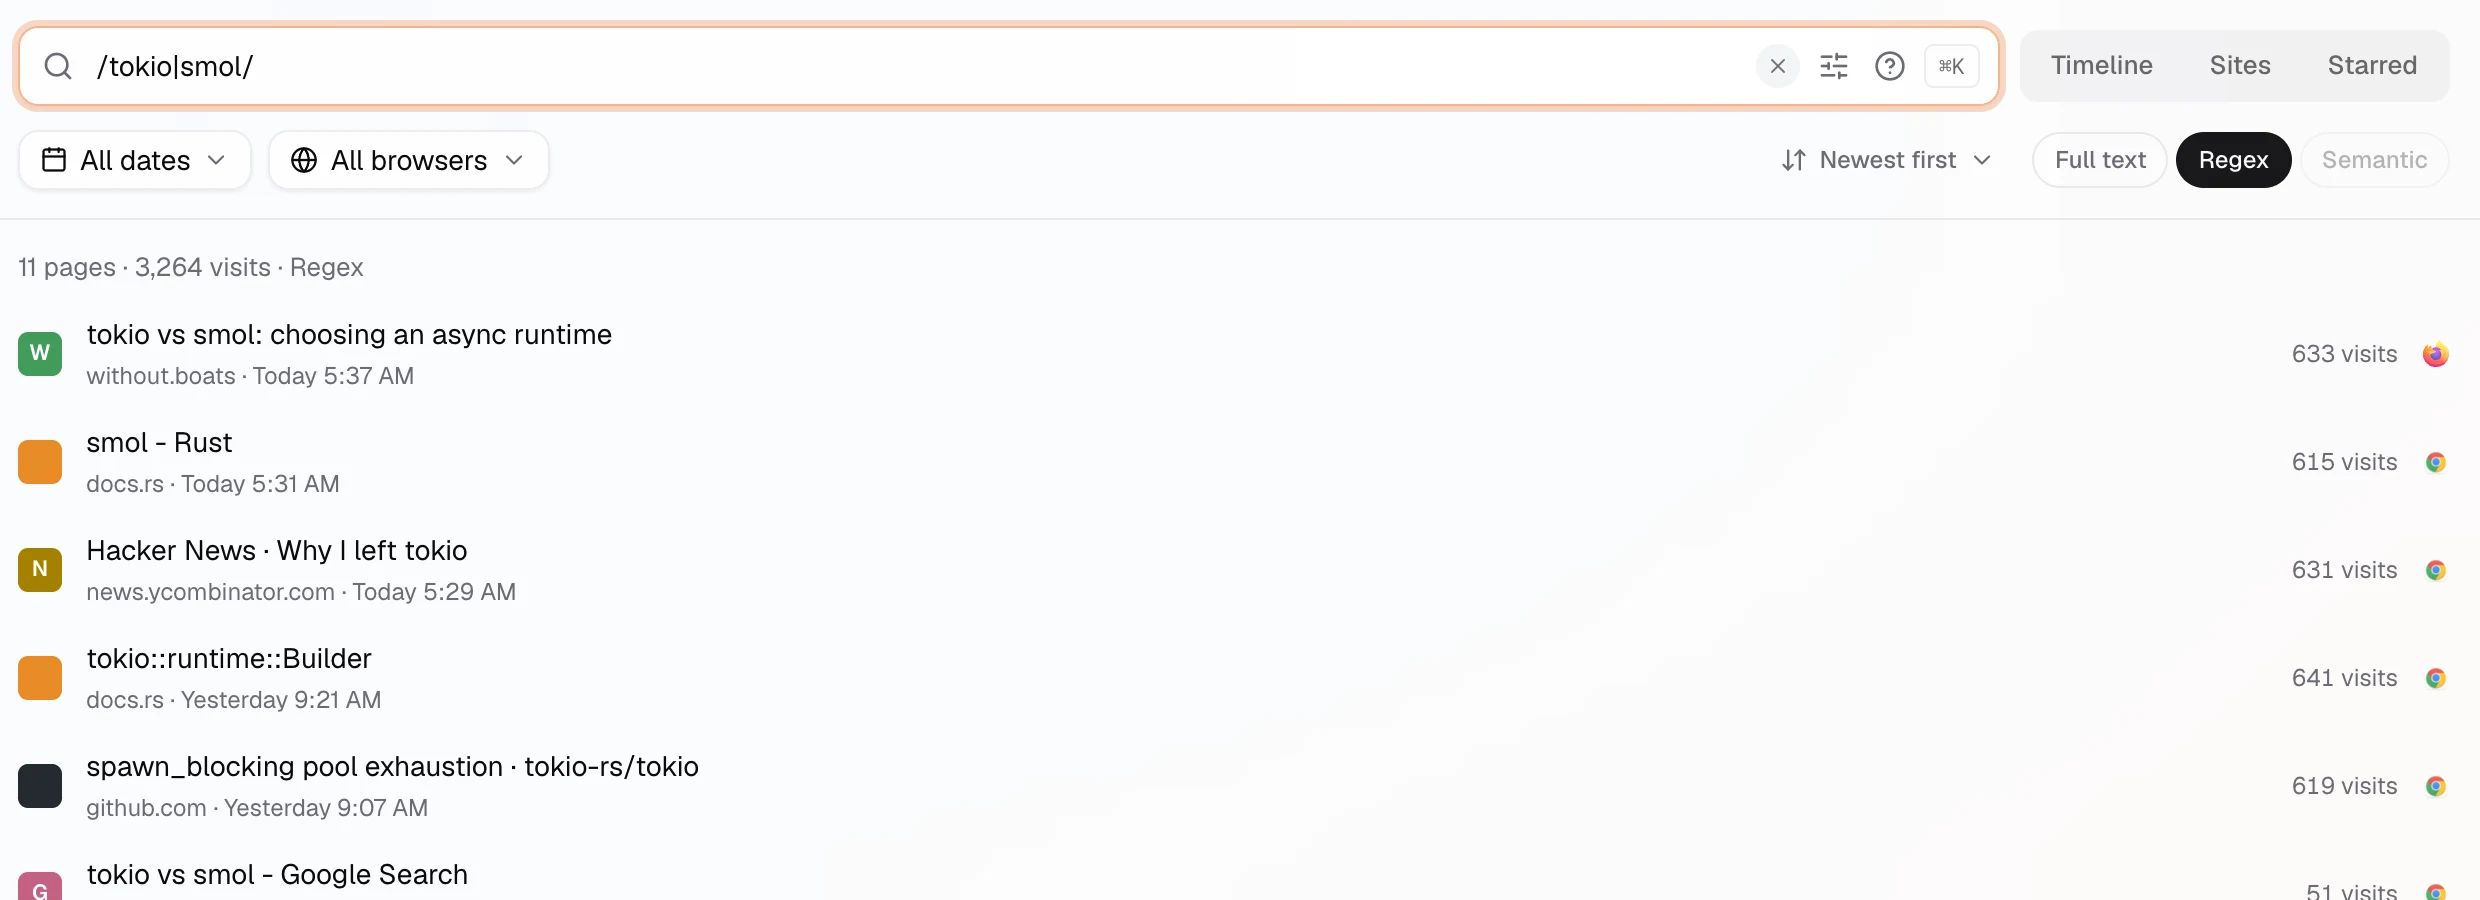 /tokio|smol/
⌘K
Timeline
Sites
Starred
All dates
All browsers
Newest first
Full text
Regex
Semantic
11 pages · 3,264 visits · Regex
W
tokio vs smol: choosing an async runtime
without.boats · Today 5:37 AM
633 visits
smol - Rust
docs.rs · Today 5:31 AM
615 visits
N
Hacker News · Why I left tokio
news.ycombinator.com · Today 5:29 AM
631 visits
tokio::runtime::Builder
docs.rs · Yesterday 9:21 AM
641 visits
spawn_blocking pool exhaustion · tokio-rs/tokio
github.com · Yesterday 9:07 AM
619 visits
G
tokio vs smol - Google Search
51 visits